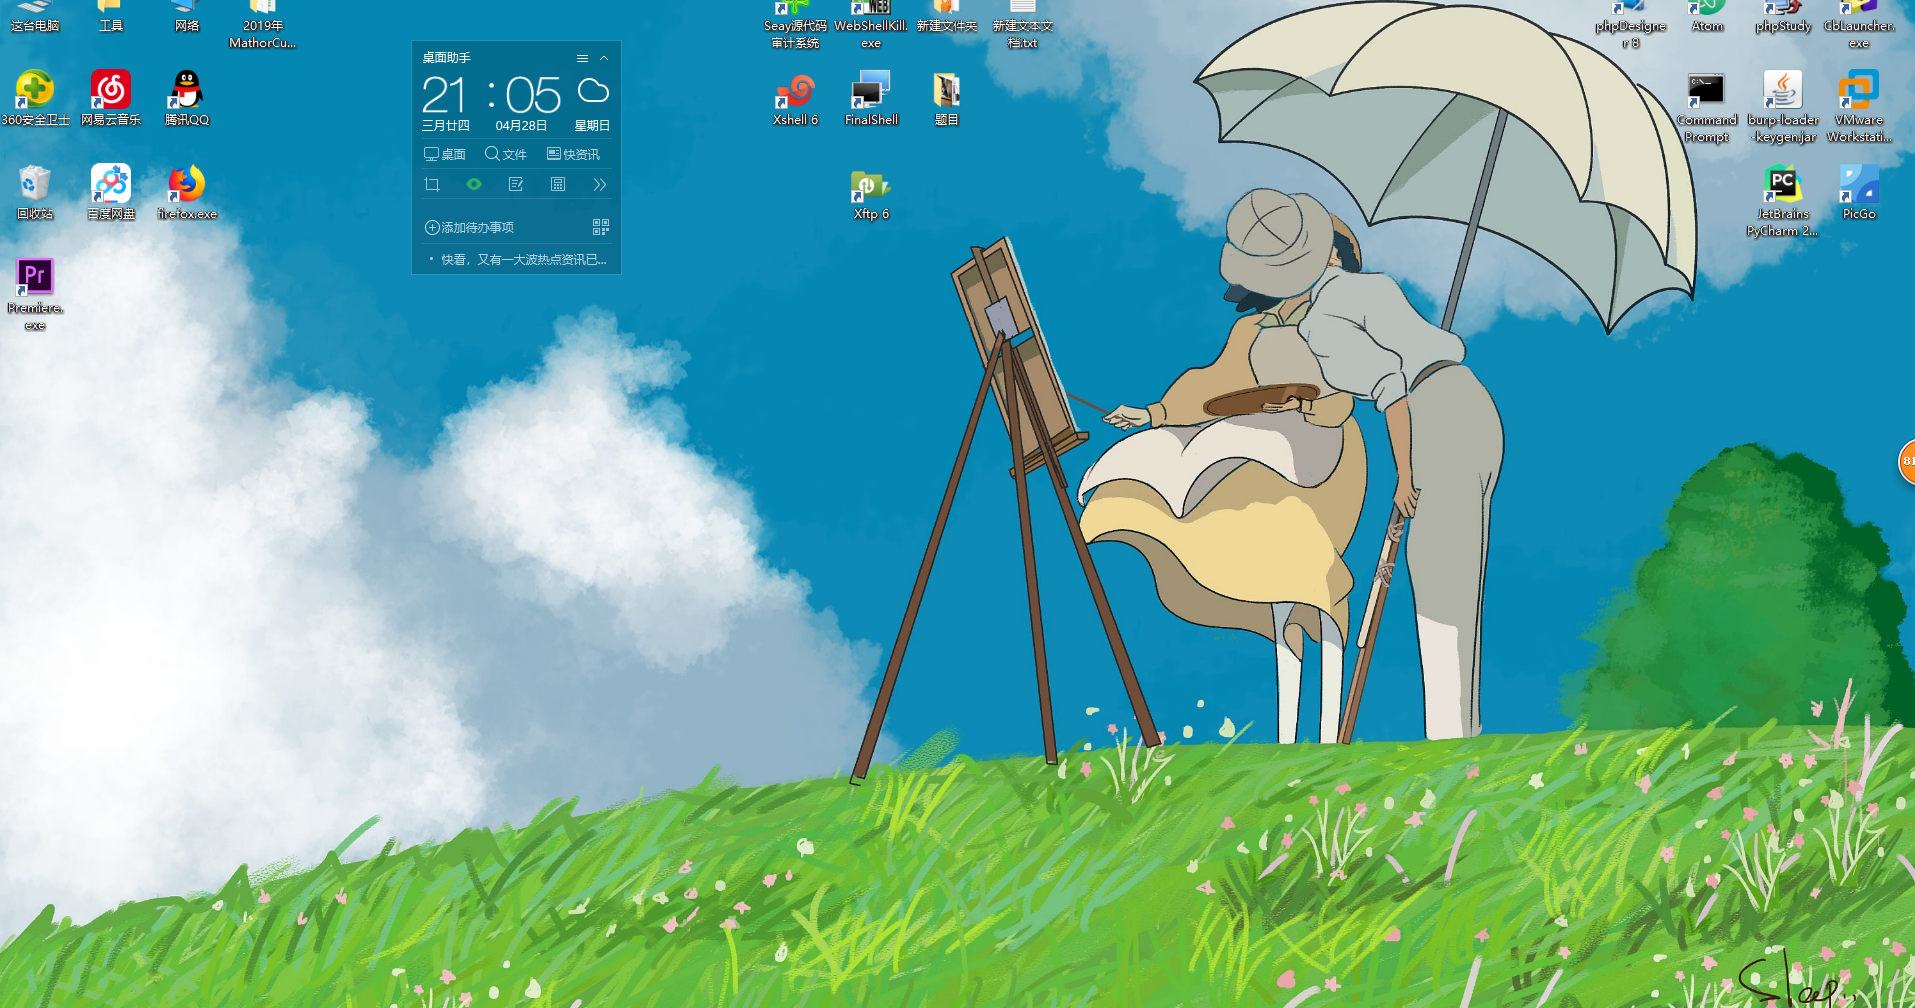 这台电脑
工具
网络
2019年
MathorCu...
Seay源代码
审计系统
WebShellKill.
exe
新建文件夹
新建文本文
档.txt
phpDesigne
r 8
Atom
phpStudy
CbLauncher.
exe
桌面助手
21:05
三月廿四
04月28日
星期日
桌面
文件
快资讯
添加待办事项
快看，又有一大波热点资讯已...
360安全卫士
网易云音乐
腾讯QQ
Xshell 6
FinalShell
题目
Command
Prompt
burp-loader
-keygen.jar
VMware
Workstati...
回收站
百度网盘
firefox.exe
Xftp 6
PC
JetBrains
PyCharm 2...
PicGo
Pr
Premiere.
exe
81
Sleep